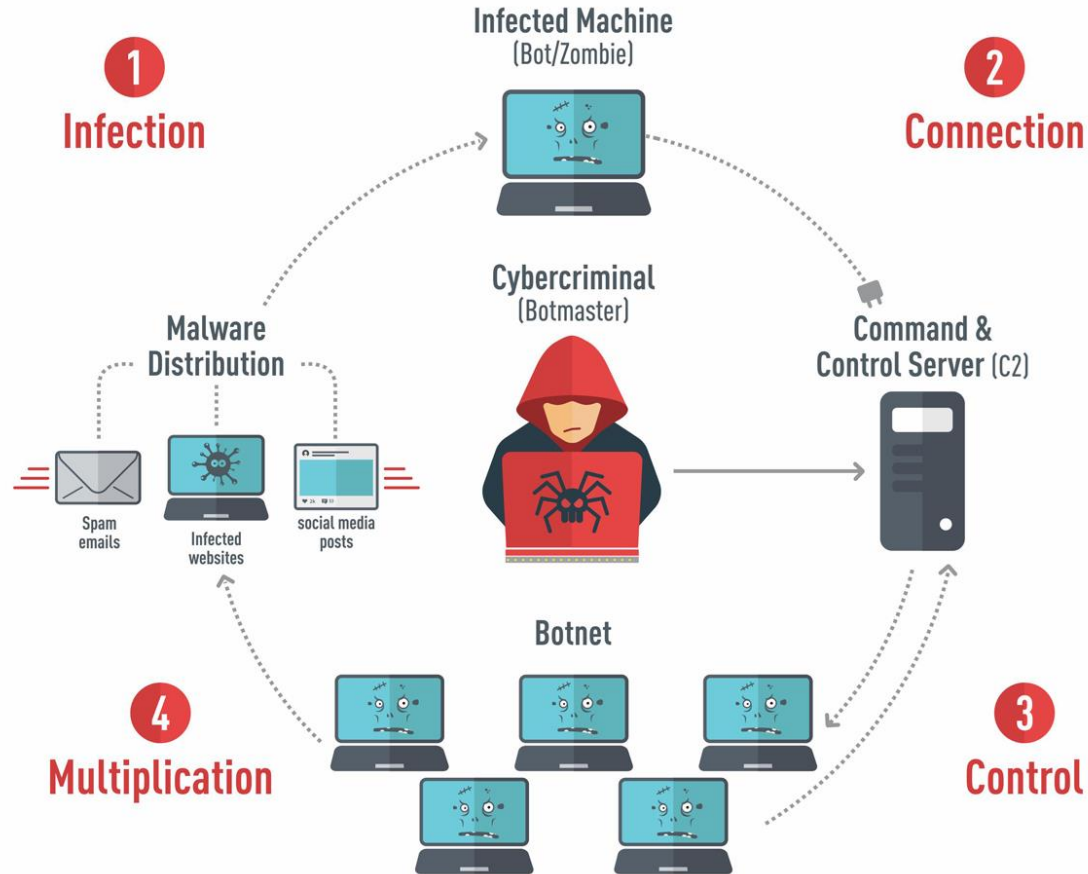 Infected Machine
(Bot/Zombie)
1
Infection
2
Connection
Cybercriminal
(Botmaster)
Malware
Distribution
Command &
Control Server (C2)
Spam
emails
Infected
websites
social media
posts
Botnet
4
Multiplication
3
Control